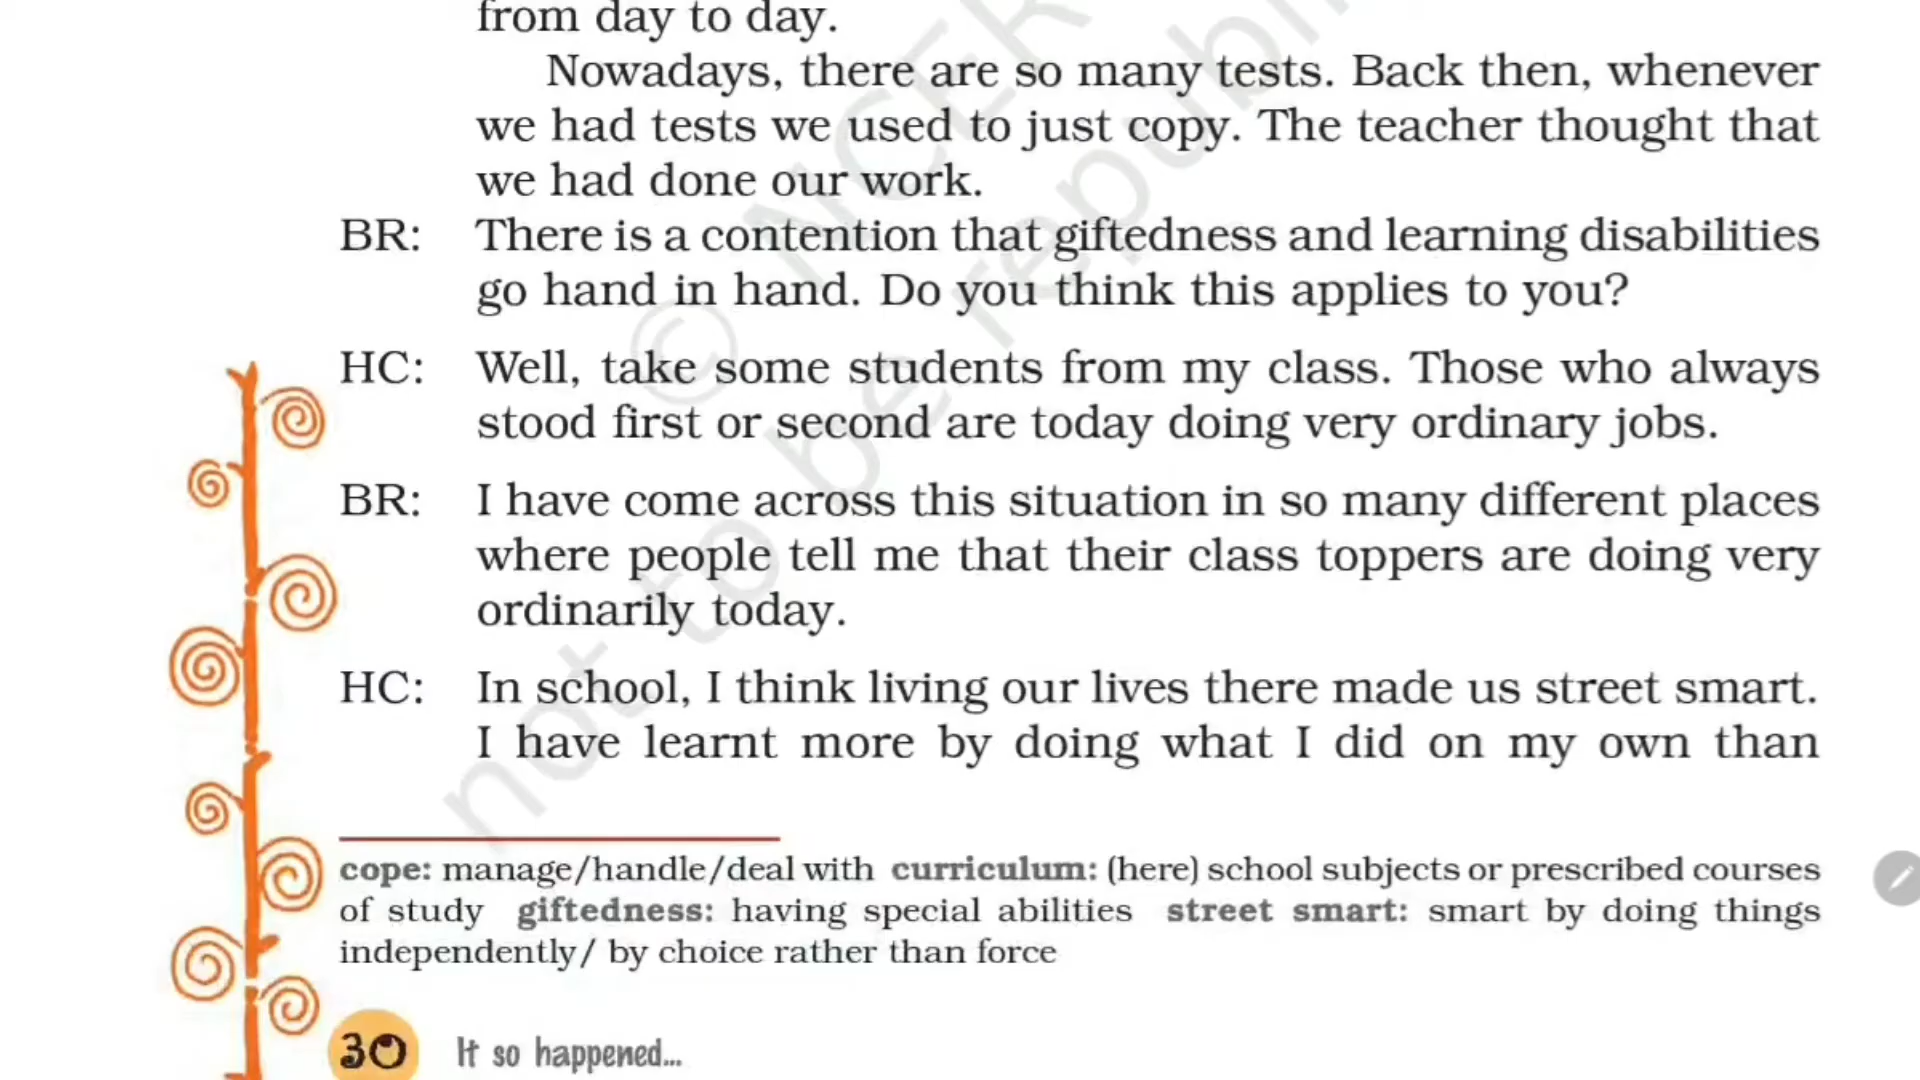 from day to day.
Nowadays, there are so many tests. Back then, whenever
we had tests we used to just copy. The teacher thought that
we had done our work.
BR: There is a contention that giftedness and learning disabilities
go hand in hand. Do you think this applies to you?
HC: Well, take some students from my class. Those who always
stood first or second are today doing very ordinary jobs.
BR: I have come across this situation in so many different places
where people tell me that their class toppers are doing very
ordinarily today.
HC: In school, I think living our lives there made us street smart.
I have learnt more by doing what I did on my own than
cope: manage/handle/deal with curriculum: (here) school subjects or prescribed courses
of study giftedness: having special abilities street smart: smart by doing things
independently/ by choice rather than force
30 It so happened...
© NCER
not to be republi